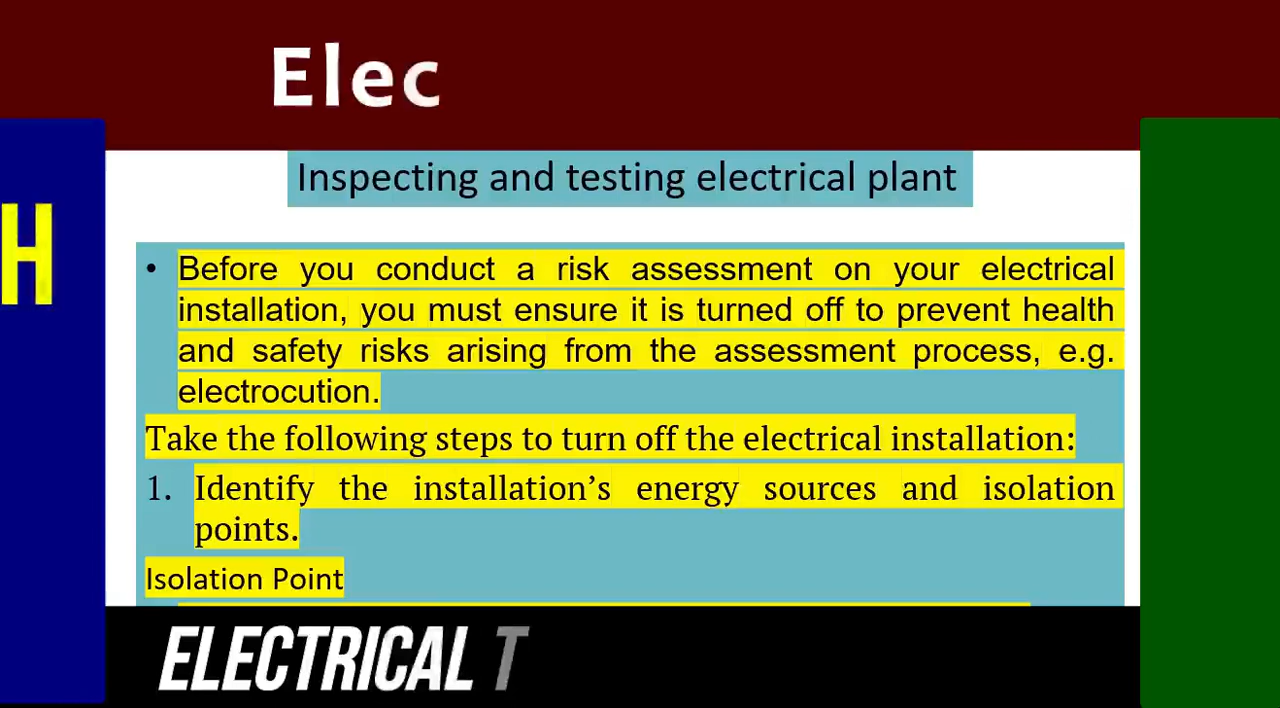 Elec
Inspecting and testing electrical plant
H
• Before you conduct a risk assessment on your electrical
installation, you must ensure it is turned off to prevent health
and safety risks arising from the assessment process, e.g.
electrocution.
Take the following steps to turn off the electrical installation:
1. Identify the installation’s energy sources and isolation
points.
Isolation Point
ELECTRICAL T